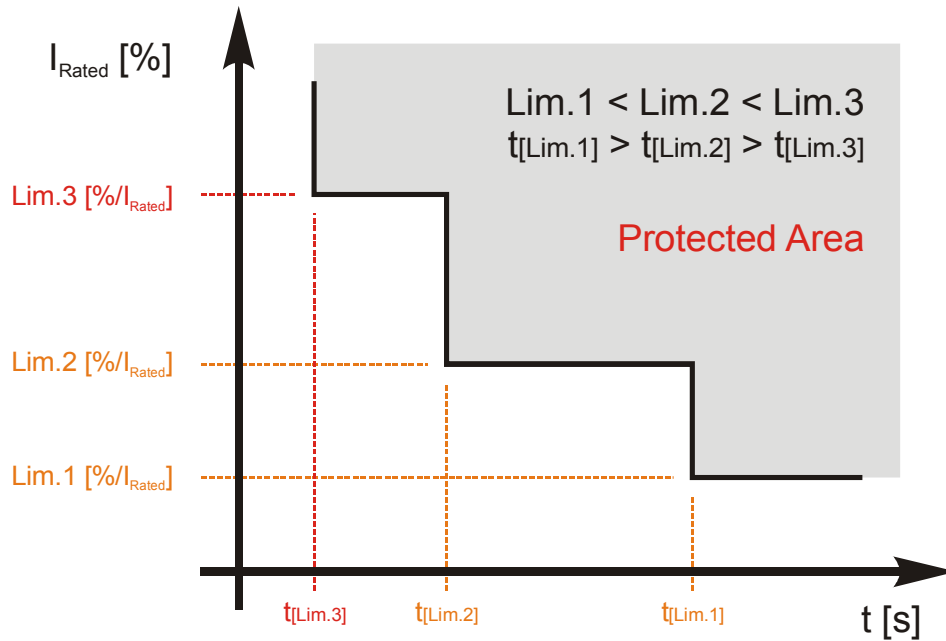 I Rated [%]
Lim.1 < Lim.2 < Lim.3
t[Lim.1] > t[Lim.2] > t[Lim.3]
Lim.3 [%/I Rated]
Protected Area
Lim.2 [%/I Rated]
Lim.1 [%/I Rated]
t[Lim.3]
t[Lim.2]
t[Lim.1]
t [s]